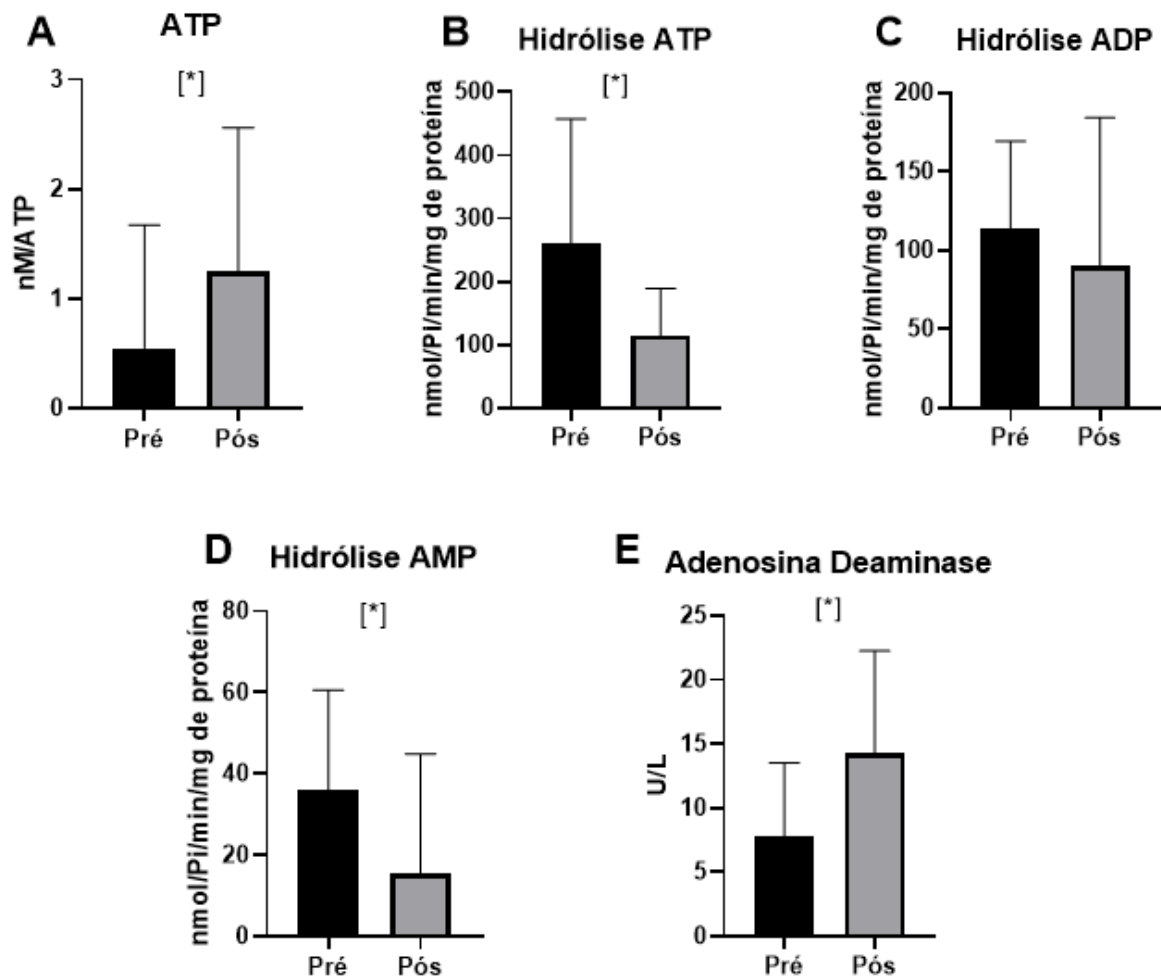 A
ATP
[*]
nM/ATP
3
2
1
0
Pré
Pós
B
Hidrólise ATP
[*]
nmol/Pi/min/mg de proteína
500
400
300
200
100
0
Pré
Pós
C
Hidrólise ADP
nmol/Pi/min/mg de proteína
200
150
100
50
0
Pré
Pós
D
Hidrólise AMP
[*]
nmol/Pi/min/mg de proteína
80
60
40
20
0
Pré
Pós
E
Adenosina Deaminase
[*]
U/L
25
20
15
10
5
0
Pré
Pós